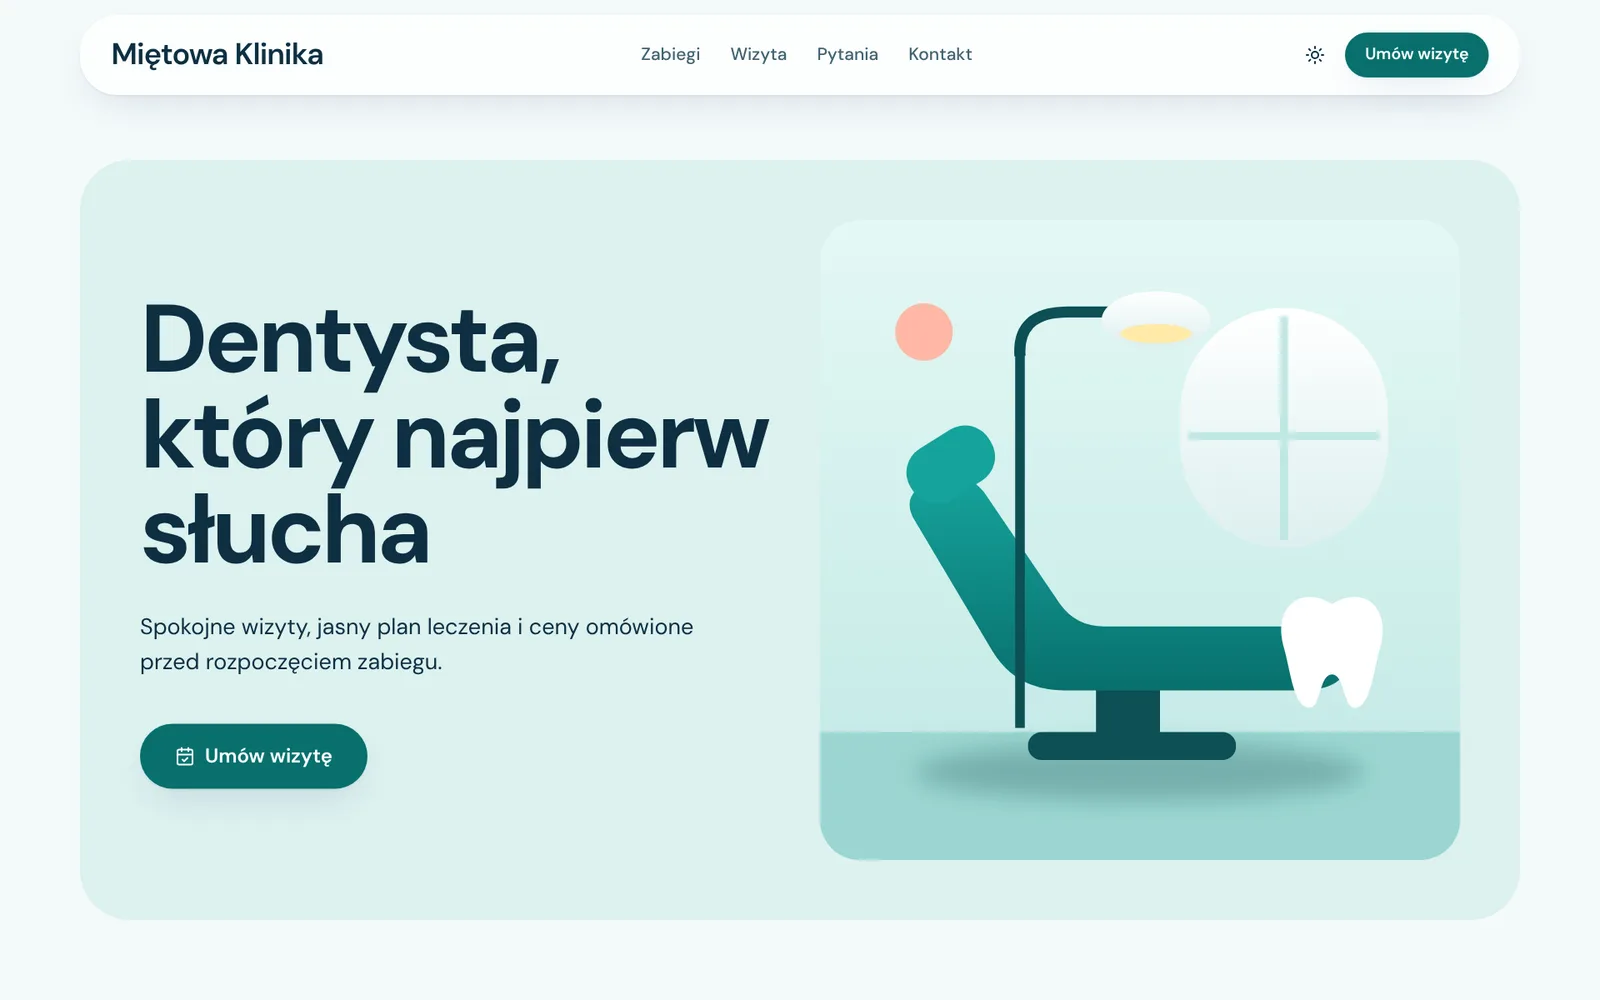 Miętowa Klinika
Zabiegi
Wizyta
Pytania
Kontakt
Umów wizytę
Dentysta,
który najpierw
słucha
Spokojne wizyty, jasny plan leczenia i ceny omówione
przed rozpoczęciem zabiegu.
Umów wizytę